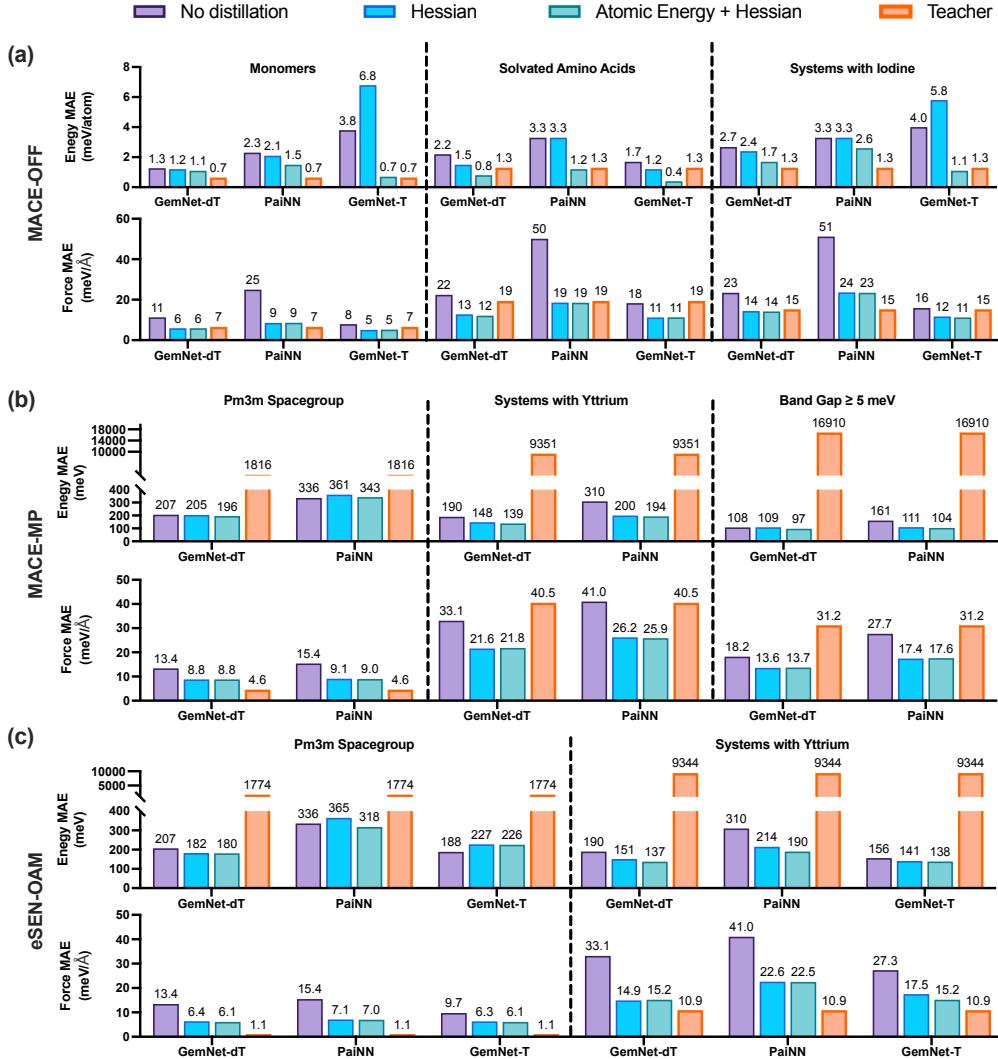 No distillation Hessian Atomic Energy + Hessian Teacher
(a)
MACE-OFF
Monomers Solvated Amino Acids Systems with Iodine
Enegy MAE
(meV/atom)
8
6
4
2
0
1.3 1.2 1.1 0.7 2.3 2.1 1.5 0.7 3.8 6.8 0.7 0.7
2.2 1.5 0.8 1.3 3.3 3.3 1.2 1.3 1.7 1.2 0.4 1.3
2.7 2.4 1.7 1.3 3.3 3.3 2.6 1.3 4.0 5.8 1.1 1.3
GemNet-dT PaiNN GemNet-T GemNet-dT PaiNN GemNet-T GemNet-dT PaiNN GemNet-T
Force MAE
(meV/Å)
60
40
20
0
11 6 6 7 25 9 9 7 8 5 5 7
22 13 12 19 50 19 19 19 18 11 11 19
23 14 14 15 51 24 23 15 16 12 11 15
GemNet-dT PaiNN GemNet-T GemNet-dT PaiNN GemNet-T GemNet-dT PaiNN GemNet-T
(b)
MACE-MP
Pm3m Spacegroup Systems with Yttrium Band Gap ≥ 5 meV
Enegy MAE
(meV)
18000
14000
10000
400
300
200
100
0
207 205 196 1816 336 361 343 1816
190 148 139 9351 310 200 194 9351
108 109 97 16910 161 111 104 16910
GemNet-dT PaiNN GemNet-dT PaiNN GemNet-dT PaiNN
Force MAE
(meV/Å)
50
40
30
20
10
0
13.4 8.8 8.8 4.6 15.4 9.1 9.0 4.6
33.1 21.6 21.8 40.5 41.0 26.2 25.9 40.5
18.2 13.6 13.7 31.2 27.7 17.4 17.6 31.2
GemNet-dT PaiNN GemNet-dT PaiNN GemNet-dT PaiNN
(c)
eSEN-OAM
Pm3m Spacegroup Systems with Yttrium
Energy MAE
(meV)
10000
5000
400
300
200
100
0
207 182 180 1774 336 365 318 1774 188 227 226 1774
190 151 137 9344 310 214 190 9344 156 141 138 9344
GemNet-dT PaiNN GemNet-T GemNet-dT PaiNN GemNet-T
Force MAE
(meV/Å)
50
40
30
20
10
0
13.4 6.4 6.1 1.1 15.4 7.1 7.0 1.1 9.7 6.3 6.1 1.1
33.1 14.9 15.2 10.9 41.0 22.6 22.5 10.9 27.3 17.5 15.2 10.9
GemNet-dT PaiNN GemNet-T GemNet-dT PaiNN GemNet-T